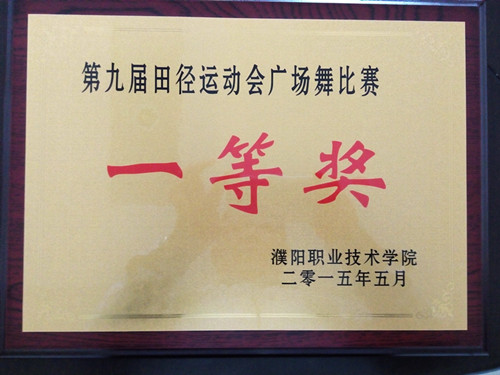 第九届田径运动会广场舞比赛
一等奖
濮阳职业技术学院
二零一五年五月